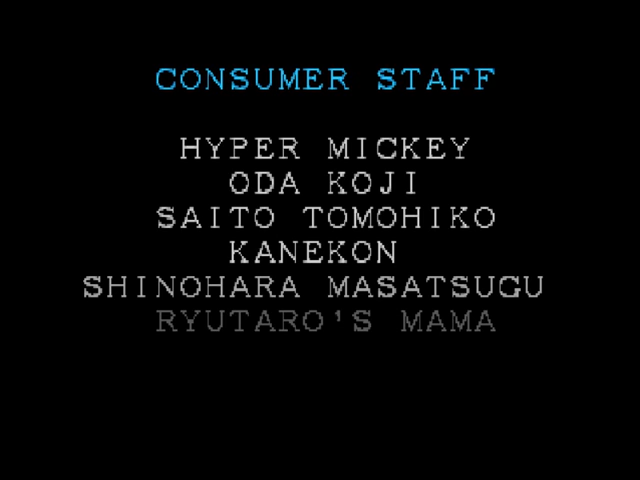 CONSUMER STAFF
HYPER MICKEY
ODA KOJI
SAITO TOMOHIKO
KANEKON
SHINOHARA MASATSUGU
RYUTARO'S MAMA